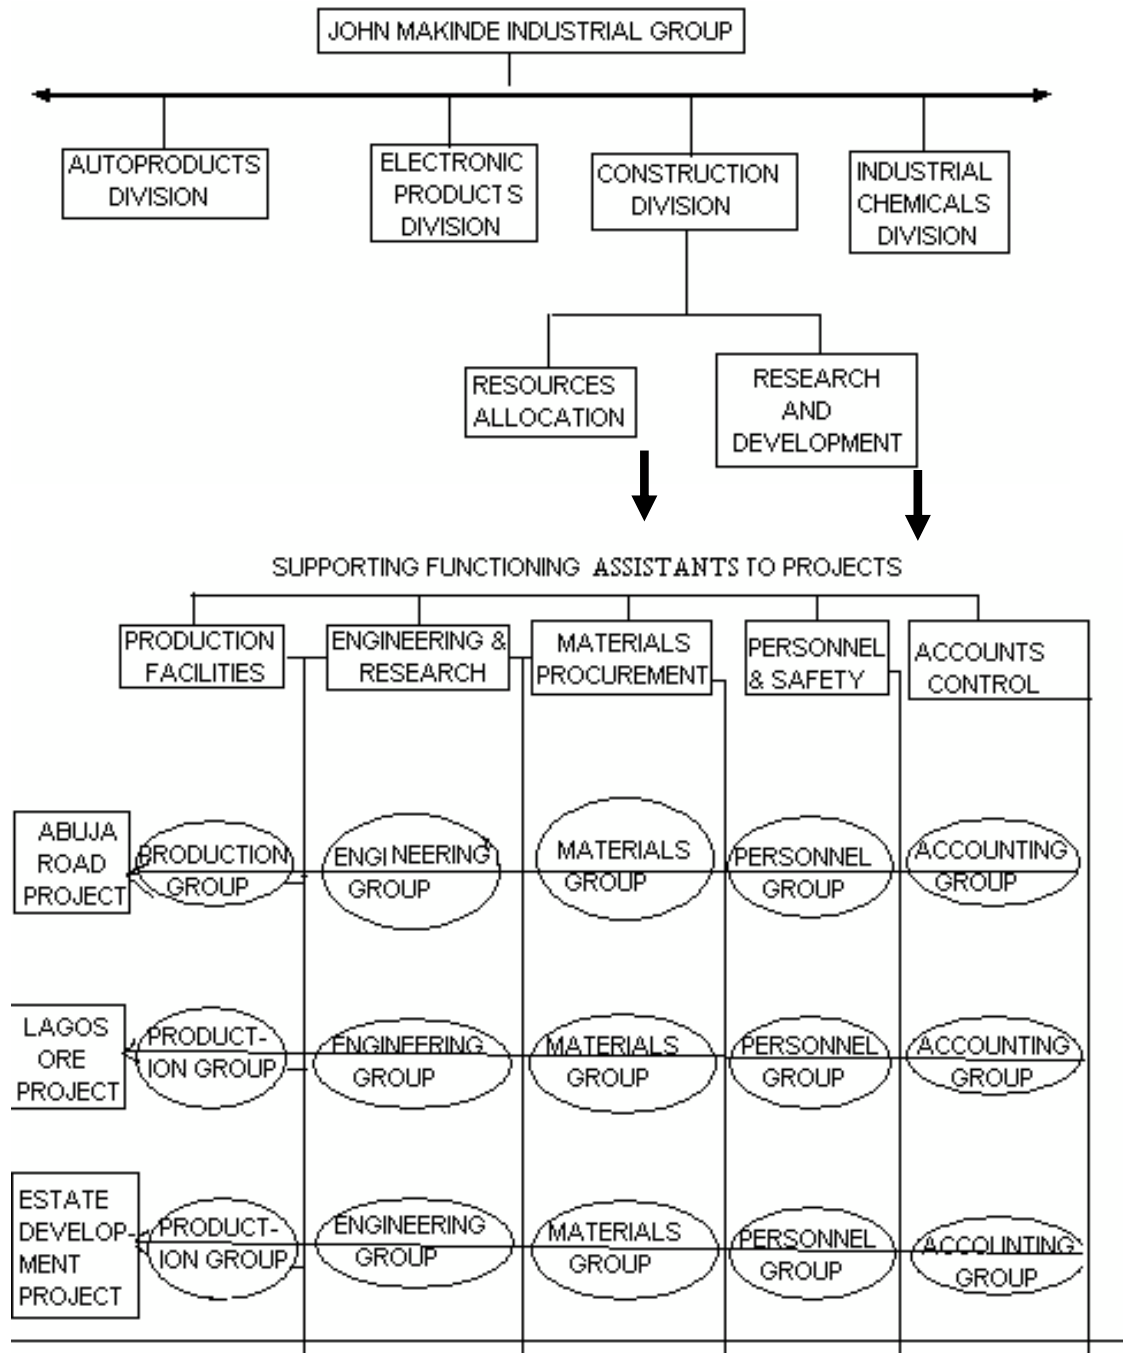 JOHN MAKINDE INDUSTRIAL GROUP
AUTOPRODUCTS
DIVISION
ELECTRONIC
PRODUCTS
DIVISION
CONSTRUCTION
DIVISION
INDUSTRIAL
CHEMICALS
DIVISION
RESOURCES
ALLOCATION
RESEARCH
AND
DEVELOPMENT
SUPPORTING FUNCTIONING ASSISTANTS TO PROJECTS
PRODUCTION
FACILITIES
ENGINEERING &
RESEARCH
MATERIALS
PROCUREMENT
PERSONNEL
& SAFETY
ACCOUNTS
CONTROL
ABUJA
ROAD
PROJECT
PRODUCTION
GROUP
ENGINEERING
GROUP
MATERIALS
GROUP
PERSONNEL
GROUP
ACCOUNTING
GROUP
LAGOS
ORE
PROJECT
PRODUCT-
ION GROUP
ENGINEERING
GROUP
MATERIALS
GROUP
PERSONNEL
GROUP
ACCOUNTING
GROUP
ESTATE
DEVELOP-
MENT
PROJECT
PRODUCT-
ION GROUP
ENGINEERING
GROUP
MATERIALS
GROUP
PERSONNEL
GROUP
ACCOUNTING
GROUP